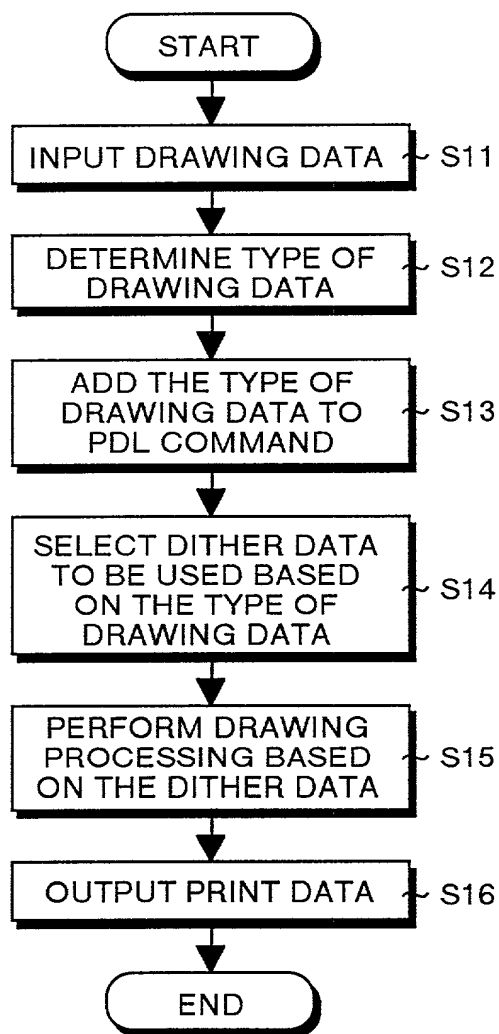 START
INPUT DRAWING DATA
S11
DETERMINE TYPE OF
DRAWING DATA
S12
ADD THE TYPE OF
DRAWING DATA TO
PDL COMMAND
S13
SELECT DITHER DATA
TO BE USED BASED
ON THE TYPE OF
DRAWING DATA
S14
PERFORM DRAWING
PROCESSING BASED
ON THE DITHER DATA
S15
OUTPUT PRINT DATA
S16
END